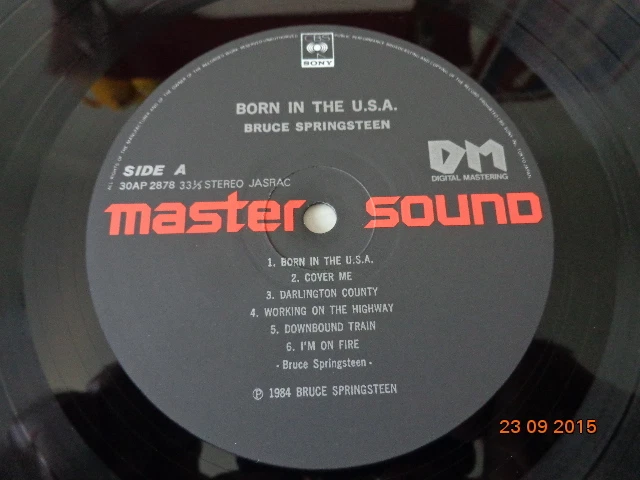 CBS
SONY
BORN IN THE U.S.A.
BRUCE SPRINGSTEEN
SIDE A
30AP 2878 33⅓ STEREO JASRAC
DM
DIGITAL MASTERING
master SOUND
1. BORN IN THE U.S.A.
2. COVER ME
3. DARLINGTON COUNTY
4. WORKING ON THE HIGHWAY
5. DOWNBOUND TRAIN
6. I'M ON FIRE
- Bruce Springsteen -
Ⓟ 1984 BRUCE SPRINGSTEEN
23 09 2015